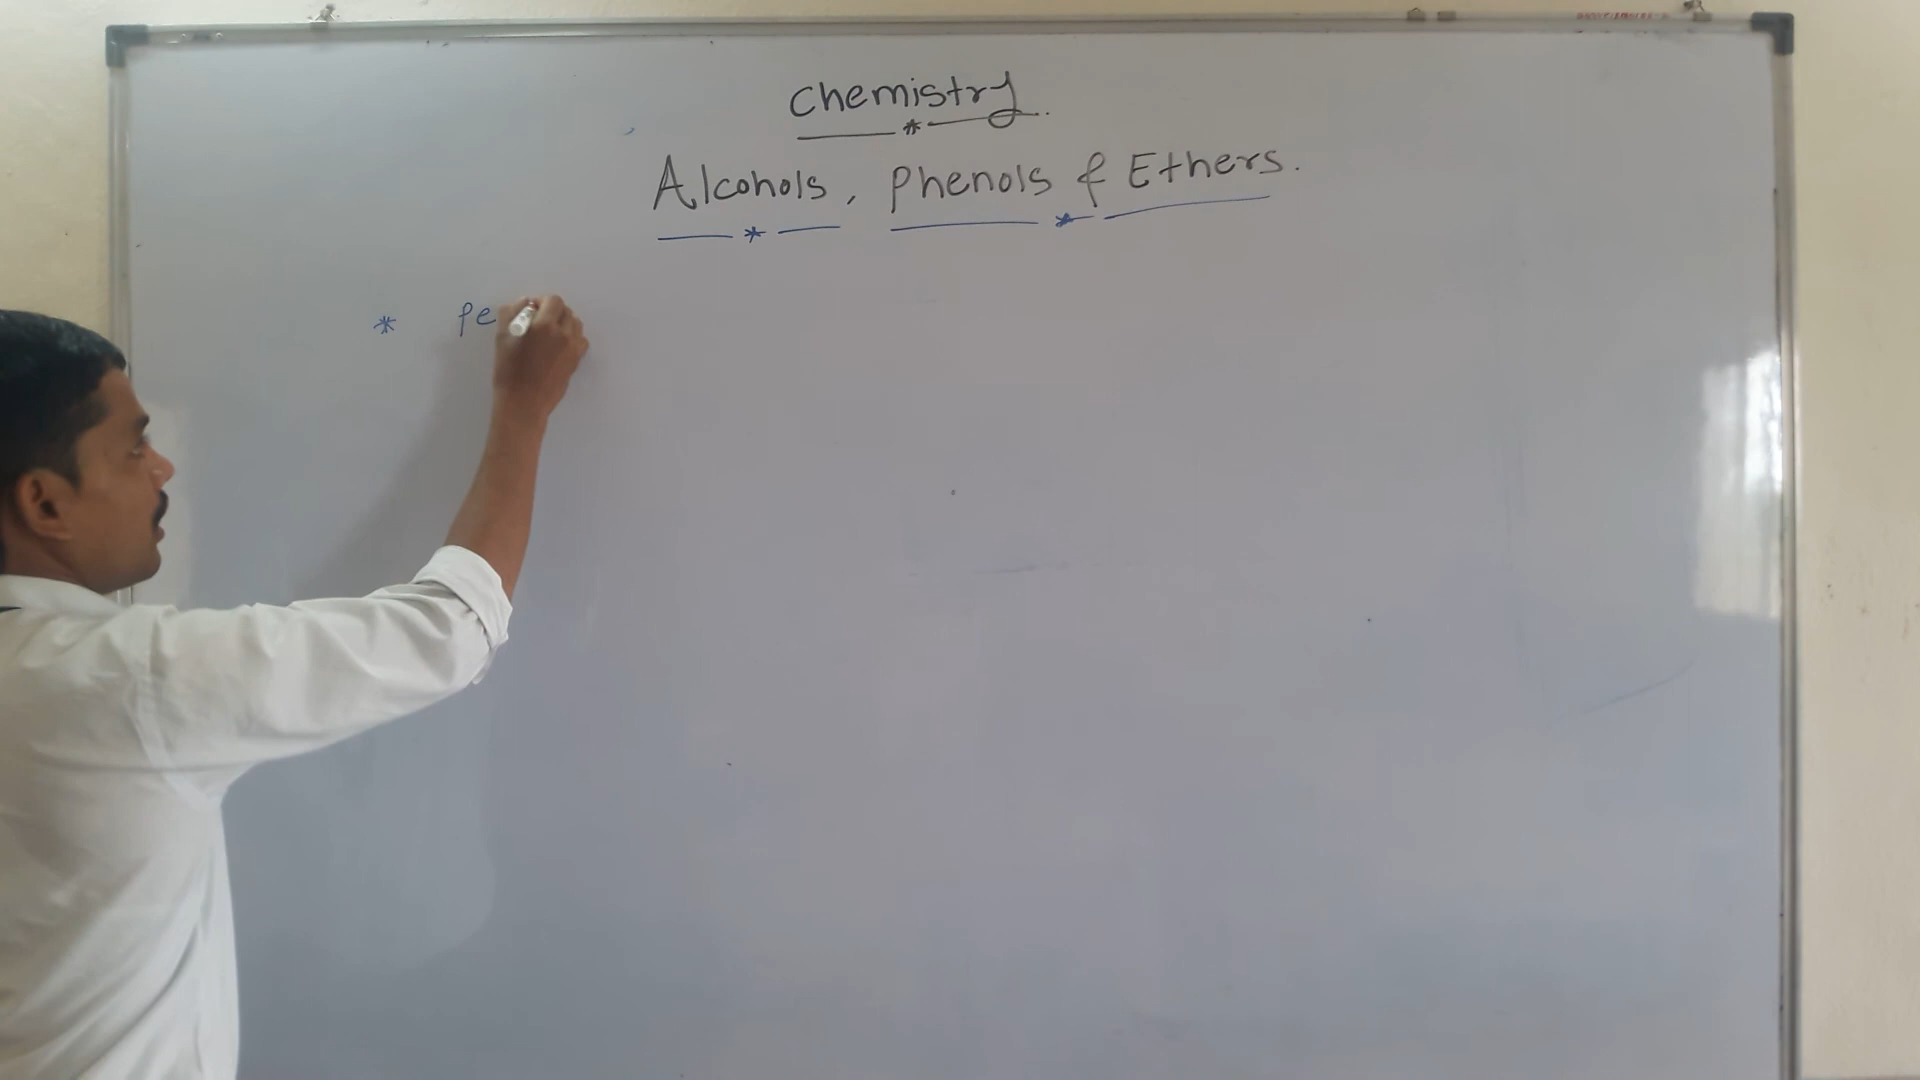 Chemistry.
Alcohols, Phenols & Ethers.
* Pe